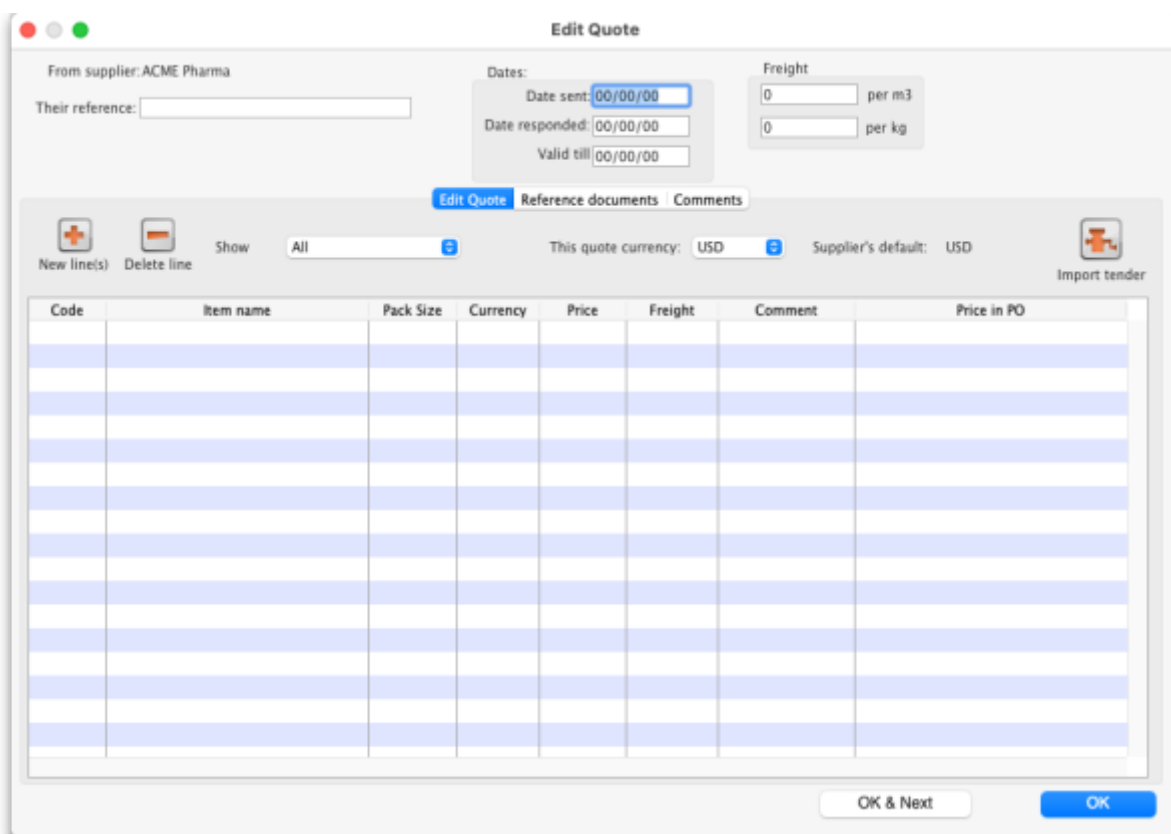 Edit Quote
From supplier: ACME Pharma
Dates:
Freight
Date sent: 00/00/00
0 per m3
Their reference:
Date responded: 00/00/00
0 per kg
Valid till 00/00/00
Edit Quote Reference documents Comments
New line(s) Delete line Show All This quote currency: USD Supplier's default: USD Import tender
Code Item name Pack Size Currency Price Freight Comment Price in PO
OK & Next OK